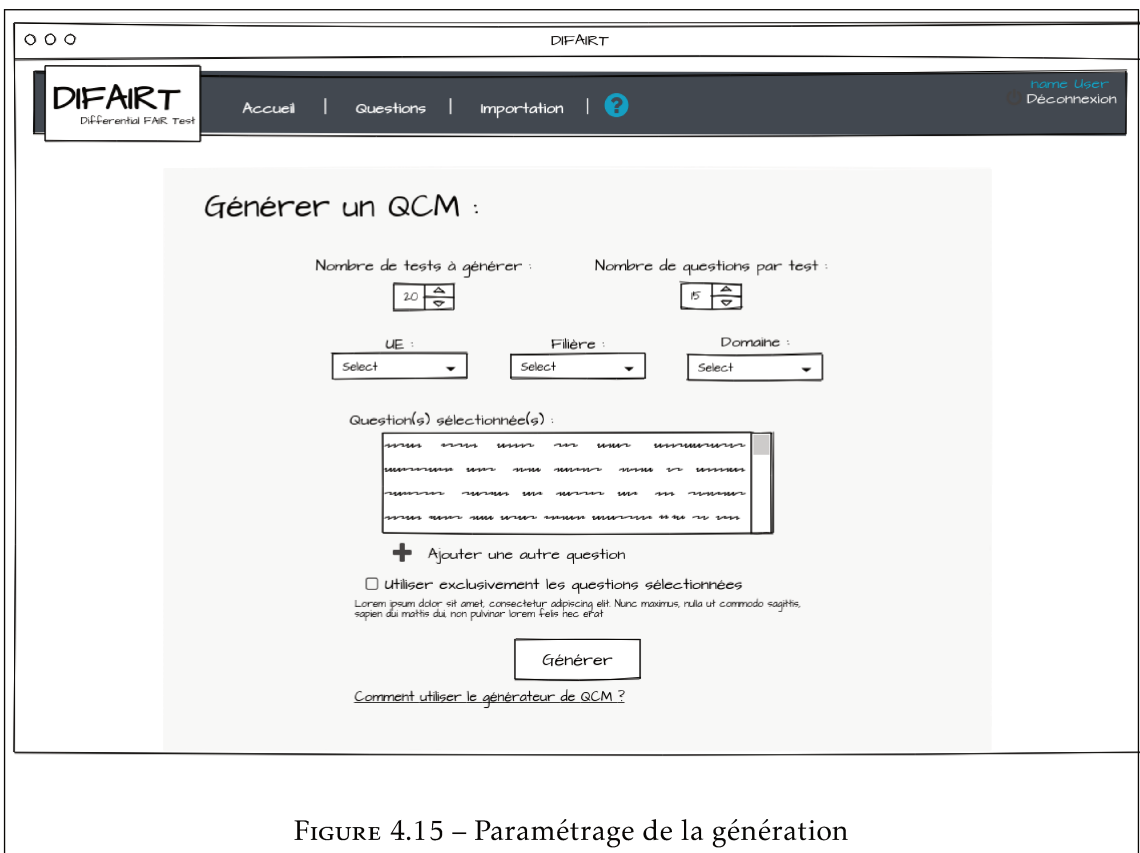 DIFAIRT
DIFAIRT
Differential FAIR Test
Accueil | Questions | Importation | ?
name User
Déconnexion
Générer un QCM :
Nombre de tests à générer : Nombre de questions par test :
20 15
UE : Filière : Domaine :
Select Select Select
Question(s) sélectionnée(s) :
Ajouter une autre question
Utiliser exclusivement les questions sélectionnées
Lorem ipsum dolor sit amet, consectetur adipiscing elit. Nunc maximus, nulla ut commodo sagittis,
sapien dui mattis dui, non pulvinar lorem felis nec erat
Générer
Comment utiliser le générateur de QCM ?
FIGURE 4.15 – Paramétrage de la génération